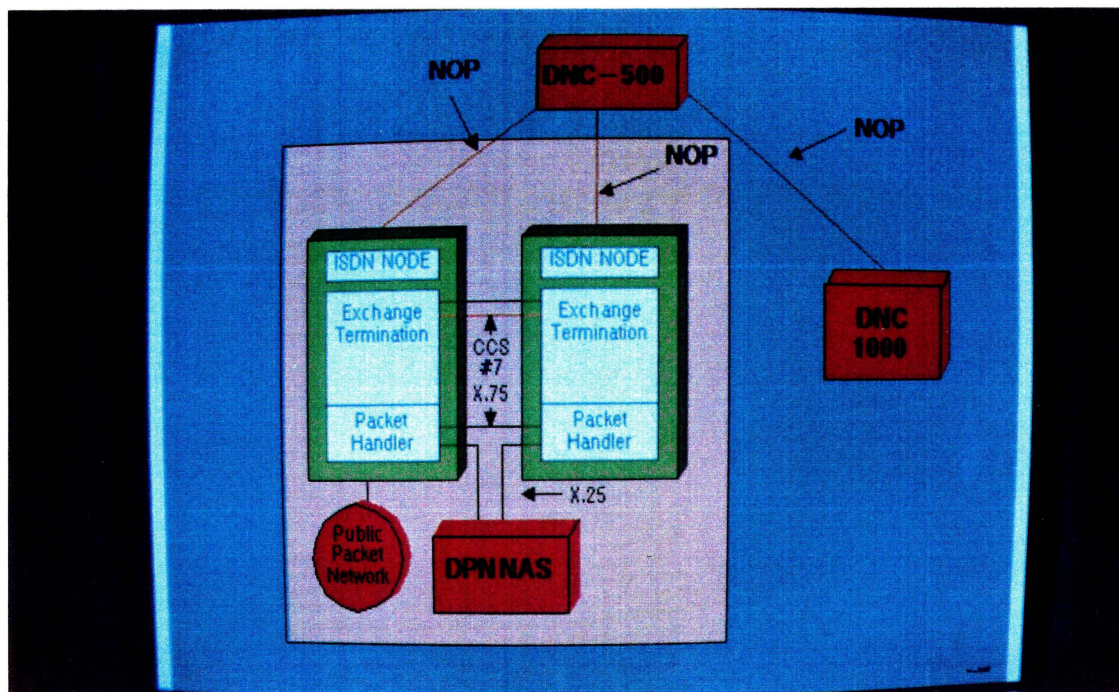 DNC-500
NOP
NOP
NOP
ISDN NODE
ISDN NODE
Exchange
Termination
Exchange
Termination
DNC
1000
CCS
#7
X.75
Packet
Handler
Packet
Handler
X.25
Public
Packet
Network
DPN NAS